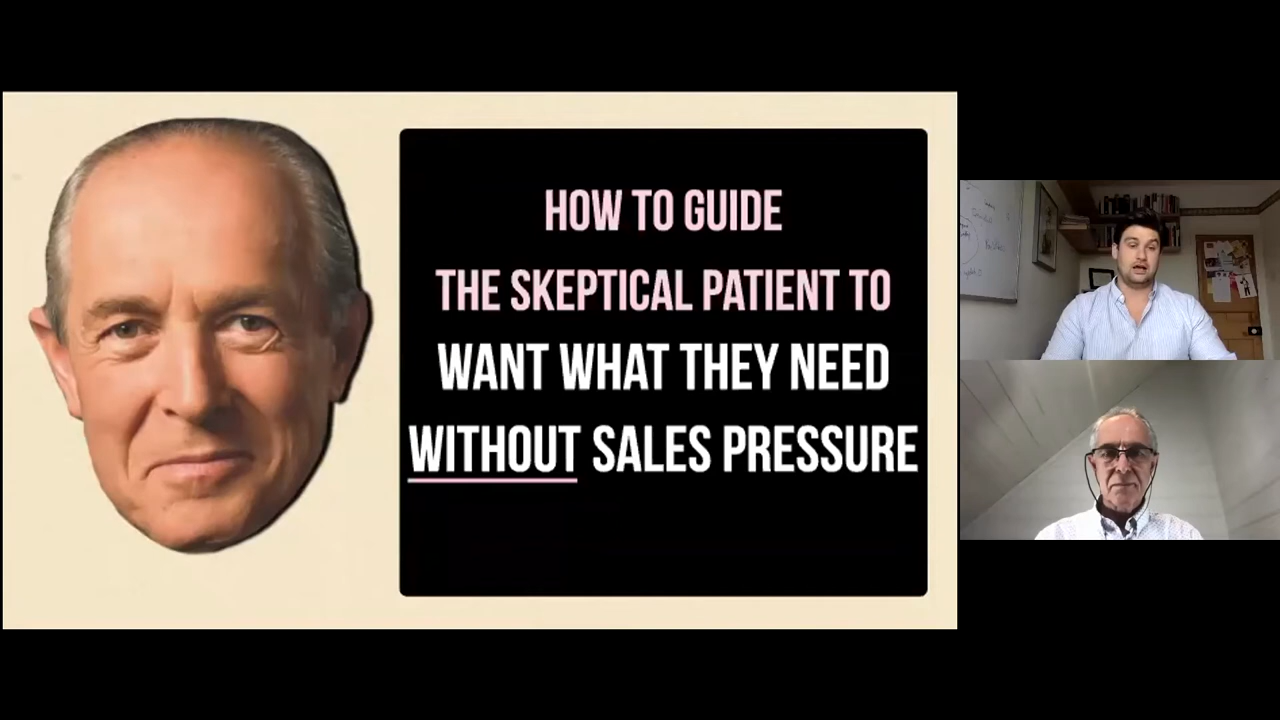 HOW TO GUIDE
THE SKEPTICAL PATIENT TO
WANT WHAT THEY NEED
WITHOUT SALES PRESSURE